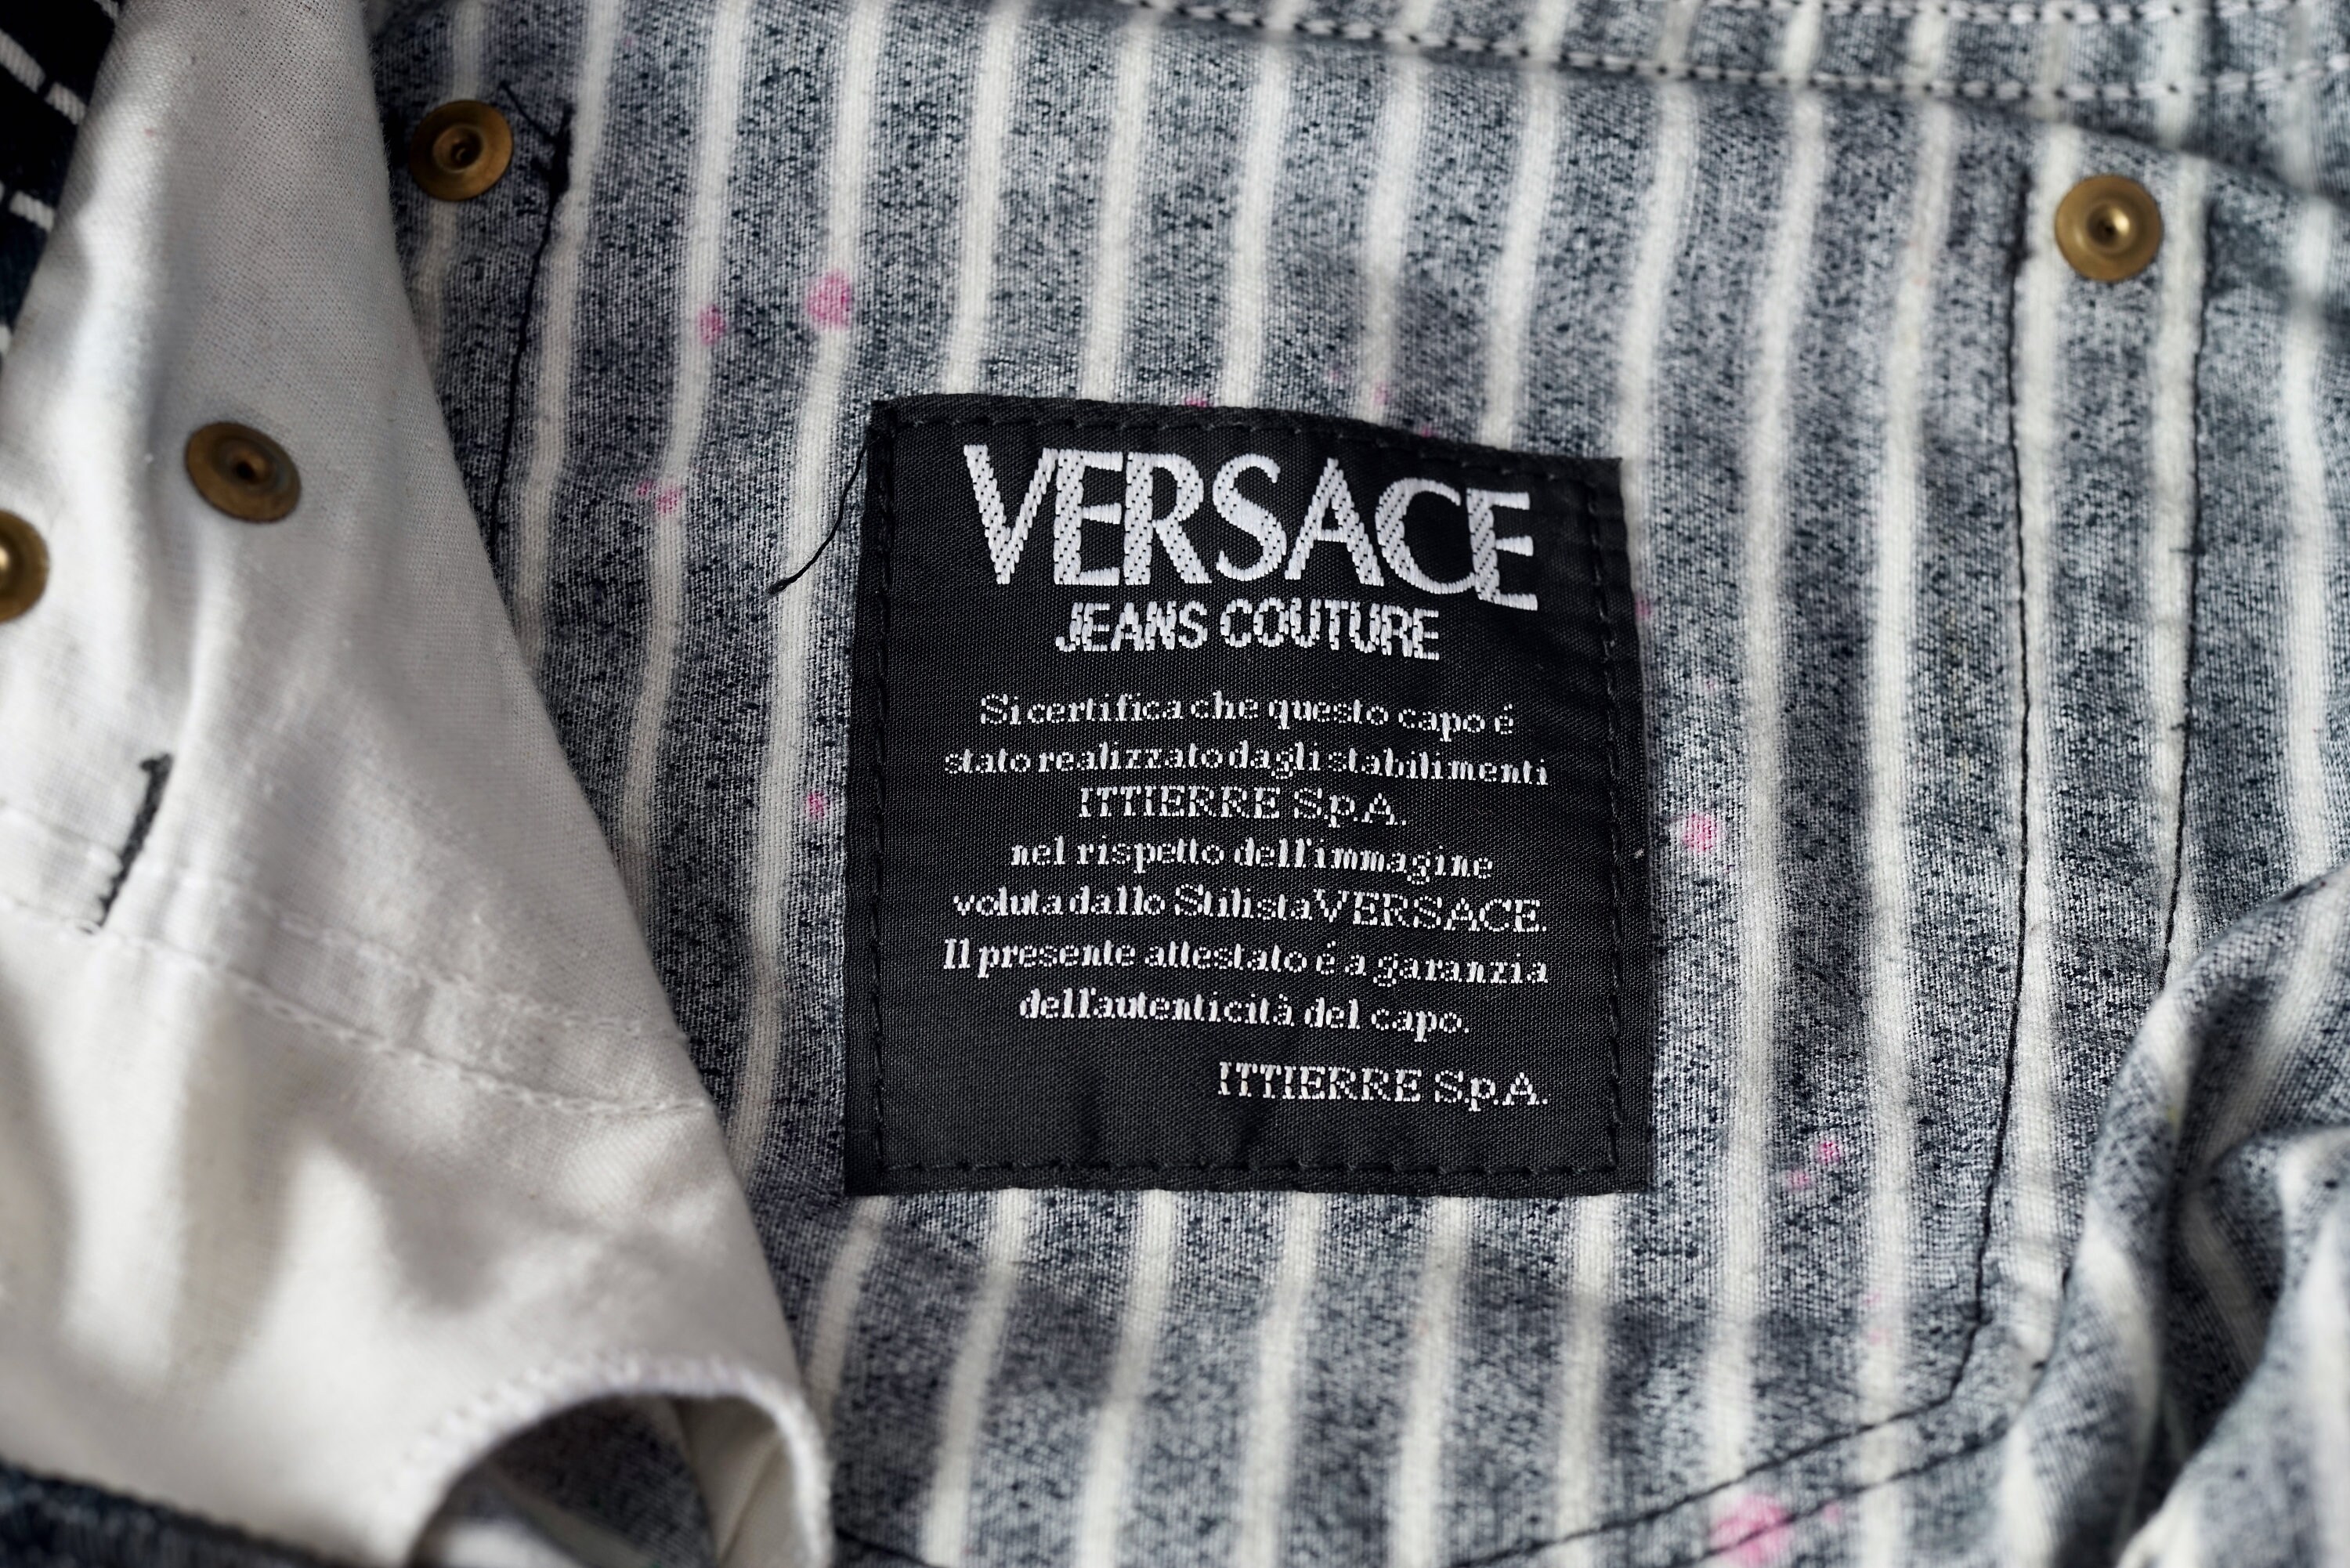 VERSACE
JEANS COUTURE
Si certifica che questo capo é
stato realizzato dagli stabilimenti
ITTIERRE S.p.A.
nel rispetto dell'immagine
voluta dallo Stilista VERSACE.
Il presente attestato é a garanzia
dell'autenticità del capo.
ITTIERRE S.p.A.